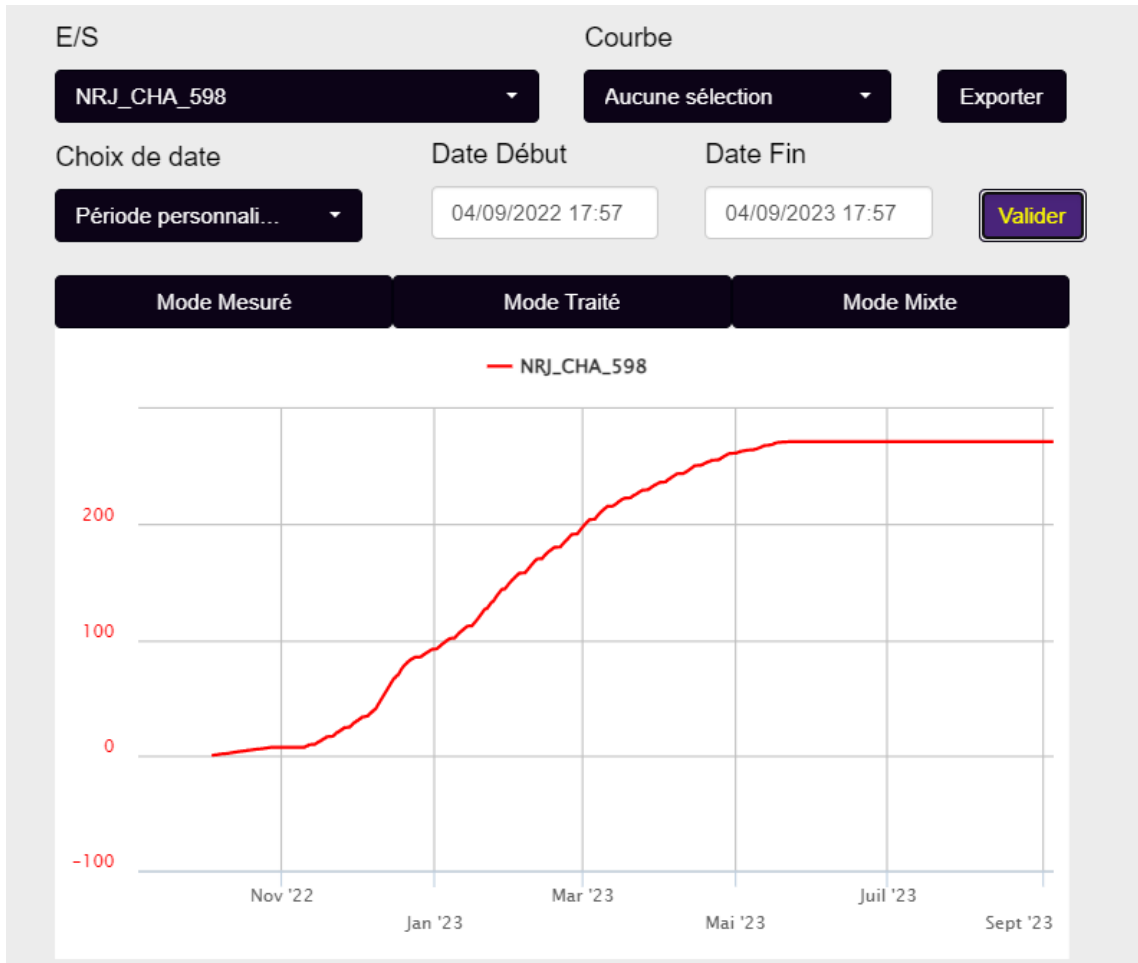 E/S
Courbe
NRJ_CHA_598
Aucune sélection
Exporter
Choix de date
Date Début
Date Fin
Période personnali...
04/09/2022 17:57
04/09/2023 17:57
Valider
Mode Mesuré
Mode Traité
Mode Mixte
NRJ_CHA_598
200
100
0
-100
Nov '22
Jan '23
Mar '23
Mai '23
Juil '23
Sept '23